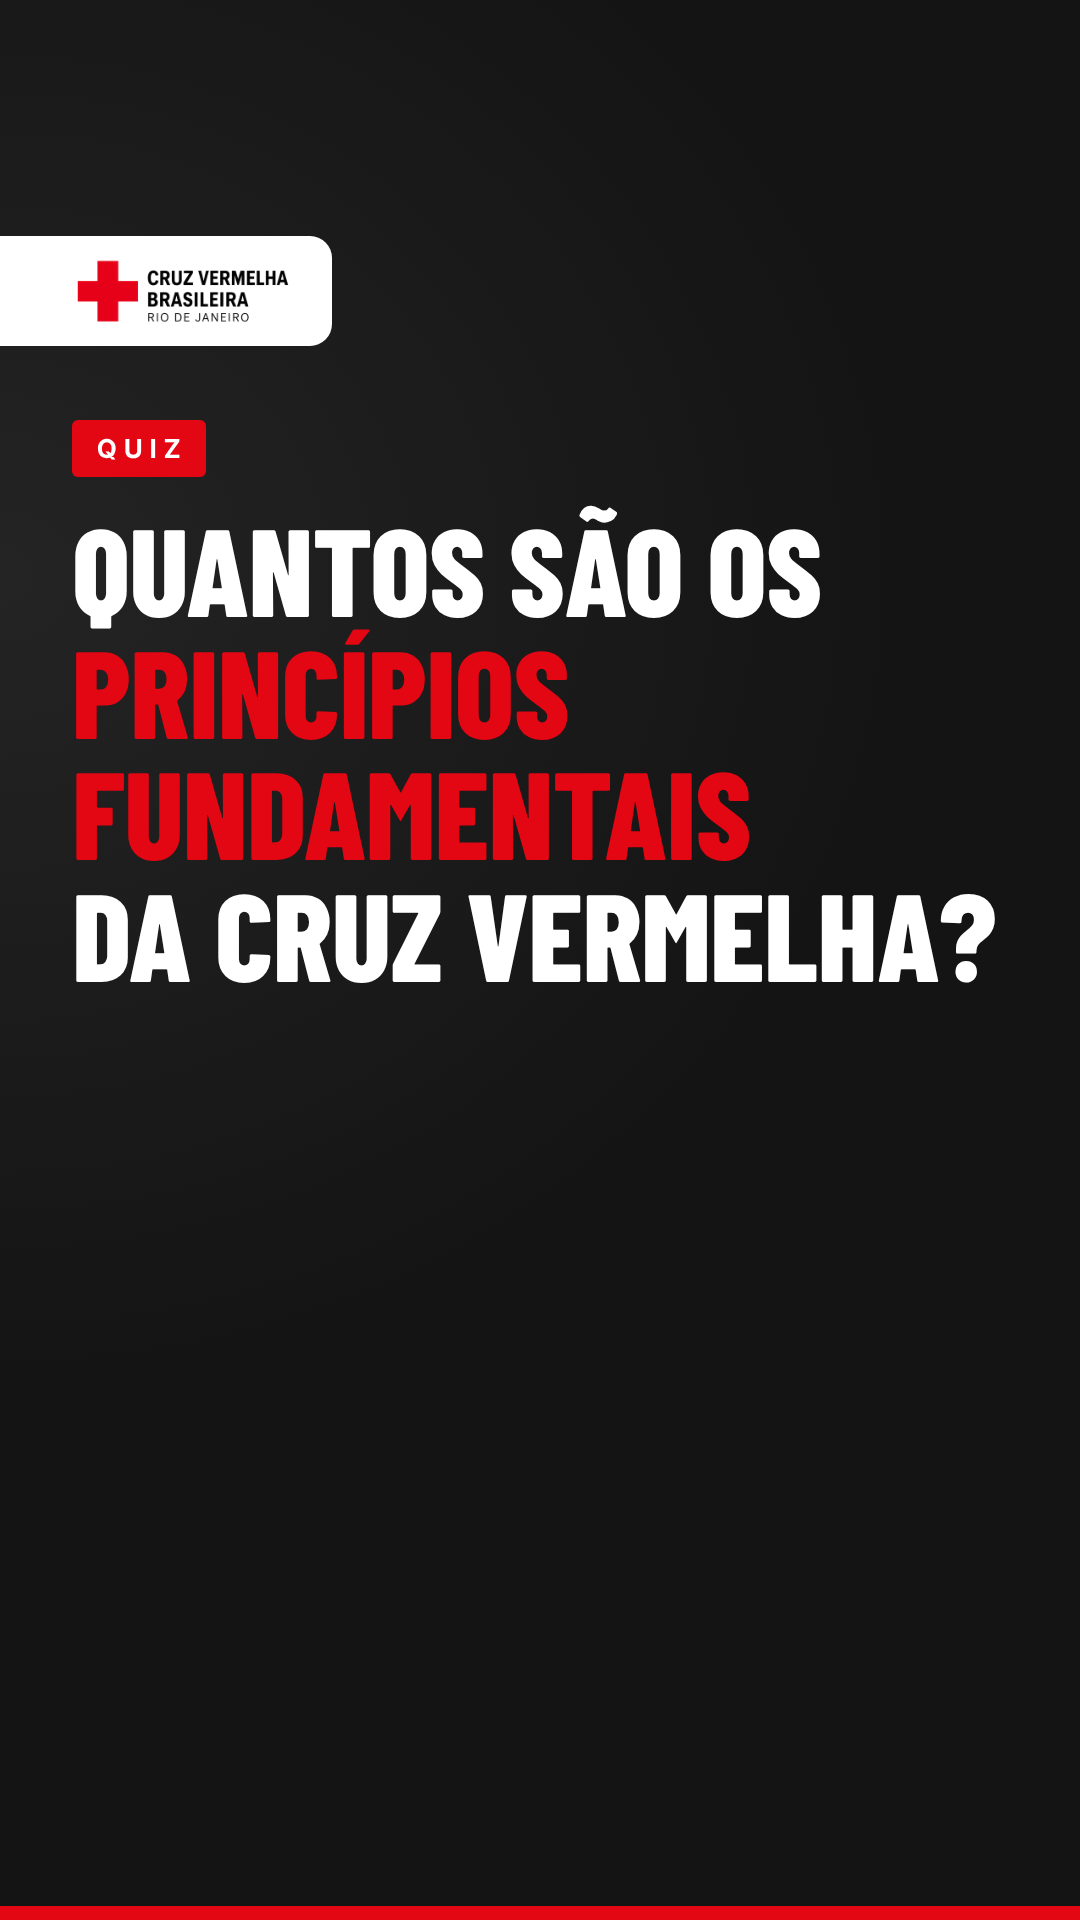 CRUZ VERMELHA
BRASILEIRA
RIO DE JANEIRO
QUIZ
QUANTOS SÃO OS
PRINCÍPIOS
FUNDAMENTAIS
DA CRUZ VERMELHA?